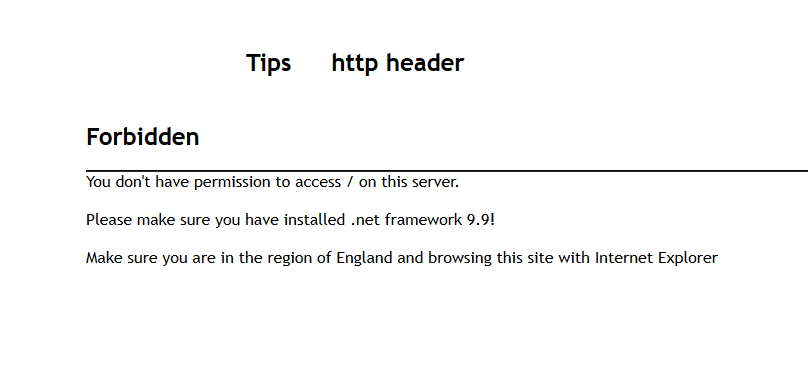 Tips http header
Forbidden
You don't have permission to access / on this server.
Please make sure you have installed .net framework 9.9!
Make sure you are in the region of England and browsing this site with Internet Explorer